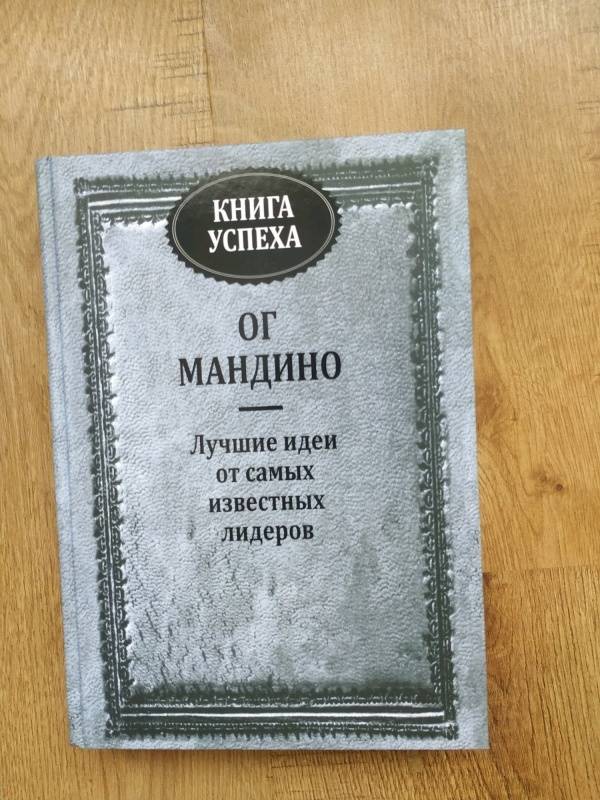 КНИГА
УСПЕХА
ОГ
МАНДИНО
Лучшие идеи
от самых
известных
лидеров